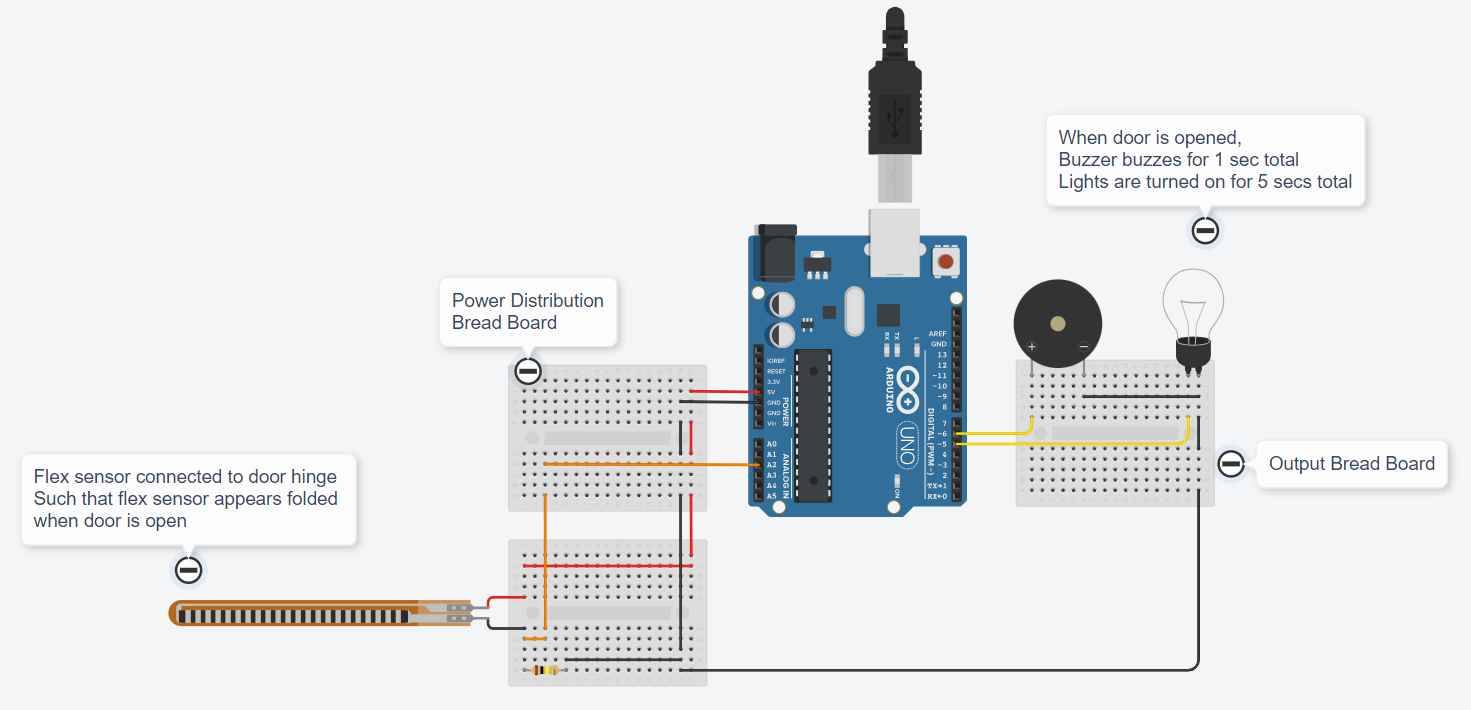 When door is opened,
Buzzer buzzes for 1 sec total
Lights are turned on for 5 secs total
Power Distribution
Bread Board
Flex sensor connected to door hinge
Such that flex sensor appears folded
when door is open
Output Bread Board
IOREF
RESET
3.3V
5V
GND
GND
Vin
POWER
A0
A1
A2
A3
A4
A5
ANALOG IN
RX
TX
L
ARDUINO
UNO
ON
AREF
GND
13
12
~11
~10
~9
8
7
~6
~5
4
~3
2
TX→1
RX←0
DIGITAL (PWM~)